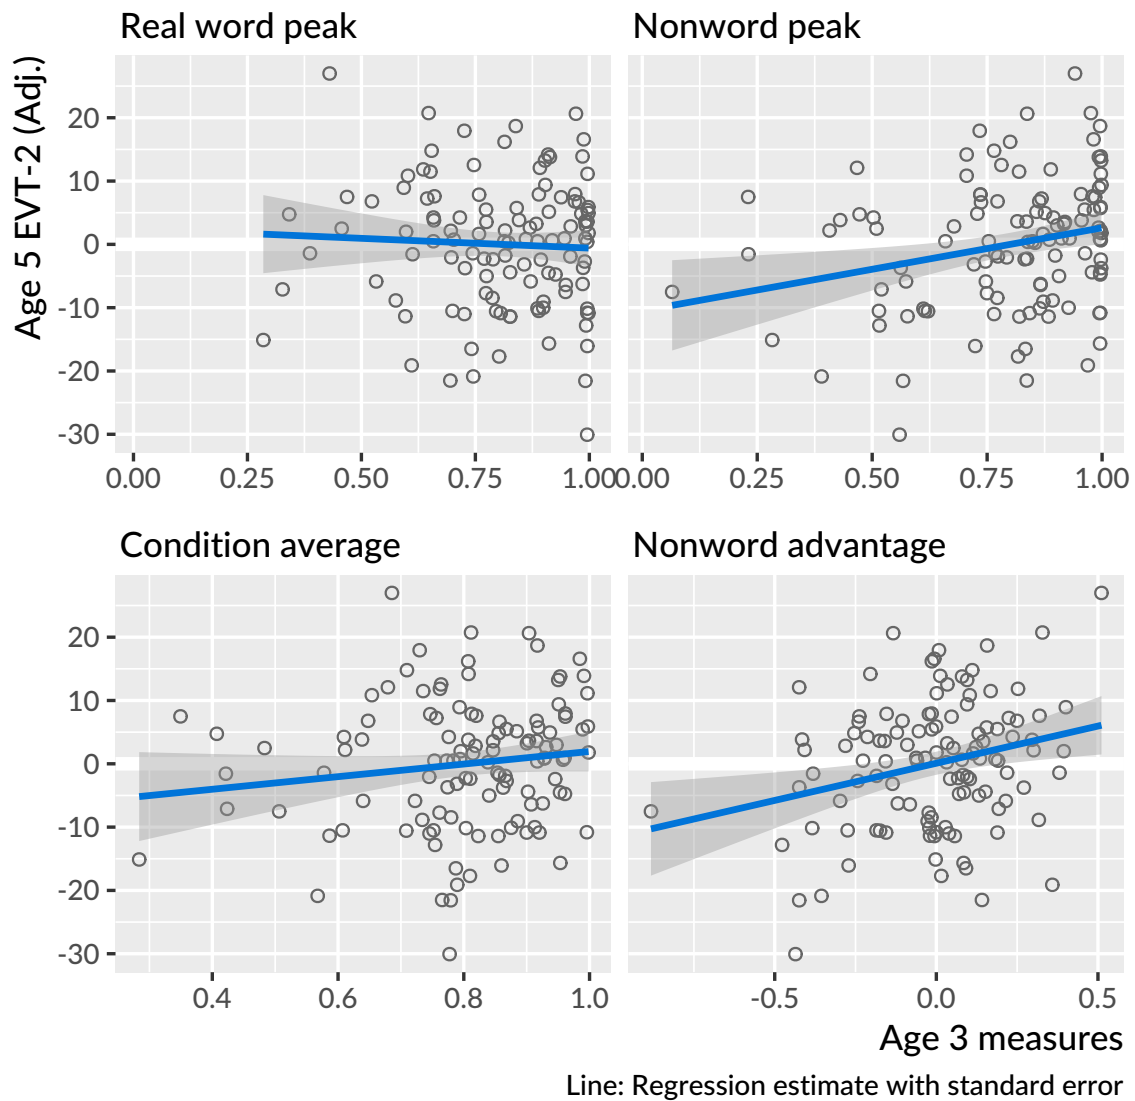 Real word peak
Nonword peak
Age 5 EVT-2 (Adj.)
20
10
0
-10
-20
-30
0.00 0.25 0.50 0.75 1.00
0.00 0.25 0.50 0.75 1.00
Condition average
Nonword advantage
20
10
0
-10
-20
-30
0.4 0.6 0.8 1.0
-0.5 0.0 0.5
Age 3 measures
Line: Regression estimate with standard error